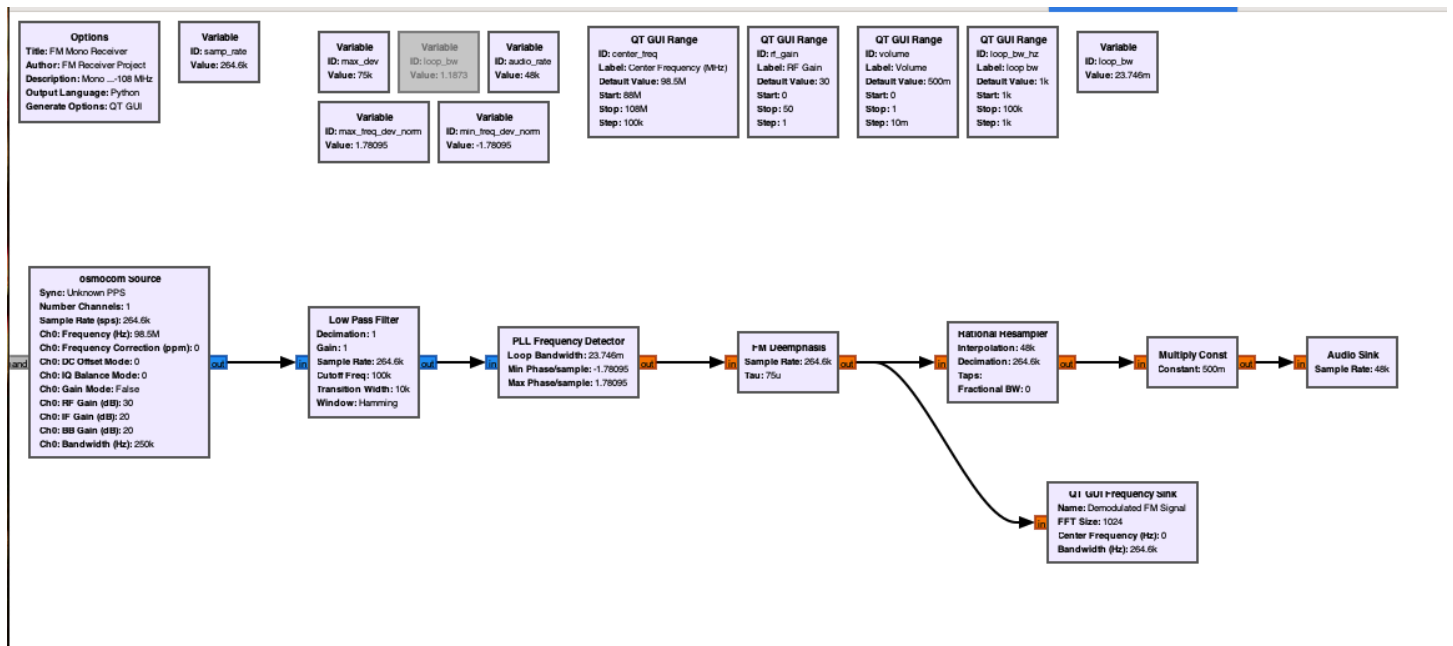 Options
Title: FM Mono Receiver
Author: FM Receiver Project
Description: Mono ...-108 MHz
Output Language: Python
Generate Options: QT GUI
Variable
ID: samp_rate
Value: 264.6k
Variable
ID: max_dev
Value: 75k
Variable
ID: loop_bw
Value: 1.1873
Variable
ID: audio_rate
Value: 48k
Variable
ID: max_freq_dev_norm
Value: 1.78095
Variable
ID: min_freq_dev_norm
Value: -1.78095
QT GUI Range
ID: center_freq
Label: Center Frequency (MHz)
Default Value: 98.5M
Start: 88M
Stop: 108M
Step: 100k
QT GUI Range
ID: rf_gain
Label: RF Gain
Default Value: 30
Start: 0
Stop: 50
Step: 1
QT GUI Range
ID: volume
Label: Volume
Default Value: 500m
Start: 0
Stop: 1
Step: 10m
QT GUI Range
ID: loop_bw_hz
Label: loop bw
Default Value: 1k
Start: 1k
Stop: 100k
Step: 1k
Variable
ID: loop_bw
Value: 23.746m
osmocom Source
Sync: Unknown PPS
Number Channels: 1
Sample Rate (sps): 264.6k
Ch0: Frequency (Hz): 98.5M
Ch0: Frequency Correction (ppm): 0
Ch0: DC Offset Mode: 0
Ch0: IQ Balance Mode: 0
Ch0: Gain Mode: False
Ch0: RF Gain (dB): 30
Ch0: IF Gain (dB): 20
Ch0: BB Gain (dB): 20
Ch0: Bandwidth (Hz): 250k
out
in
Low Pass Filter
Decimation: 1
Gain: 1
Sample Rate: 264.6k
Cutoff Freq: 100k
Transition Width: 10k
Window: Hamming
out
in
PLL Frequency Detector
Loop Bandwidth: 23.746m
Min Phase/sample: -1.78095
Max Phase/sample: 1.78095
out
in
FM Deemphasis
Sample Rate: 264.6k
Tau: 75u
out
in
Rational Resampler
Interpolation: 48k
Decimation: 264.6k
Taps:
Fractional BW: 0
out
in
Multiply Const
Constant: 500m
out
in
Audio Sink
Sample Rate: 48k
in
QT GUI Frequency Sink
Name: Demodulated FM Signal
FFT Size: 1024
Center Frequency (Hz): 0
Bandwidth (Hz): 264.6k